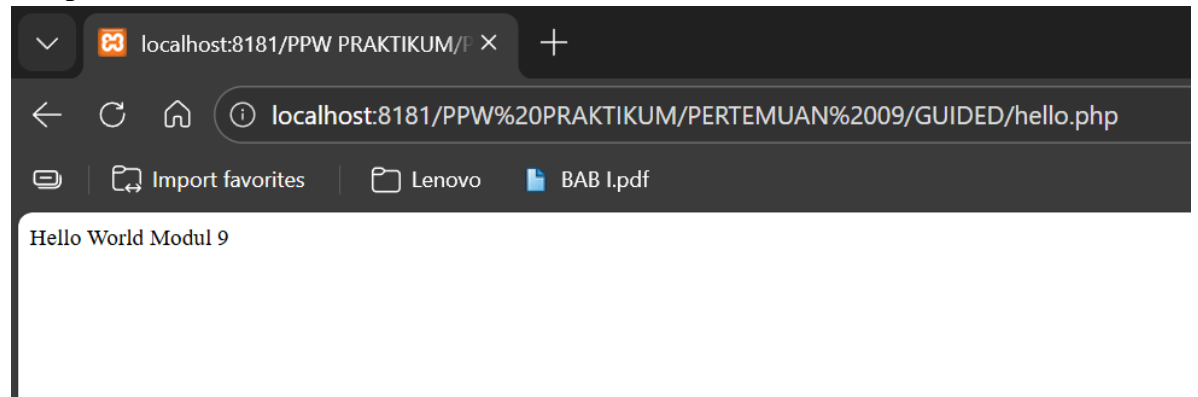 localhost:8181/PPW PRAKTIKUM/P
localhost:8181/PPW%20PRAKTIKUM/PERTEMUAN%2009/GUIDED/hello.php
Import favorites Lenovo BAB I.pdf
Hello World Modul 9